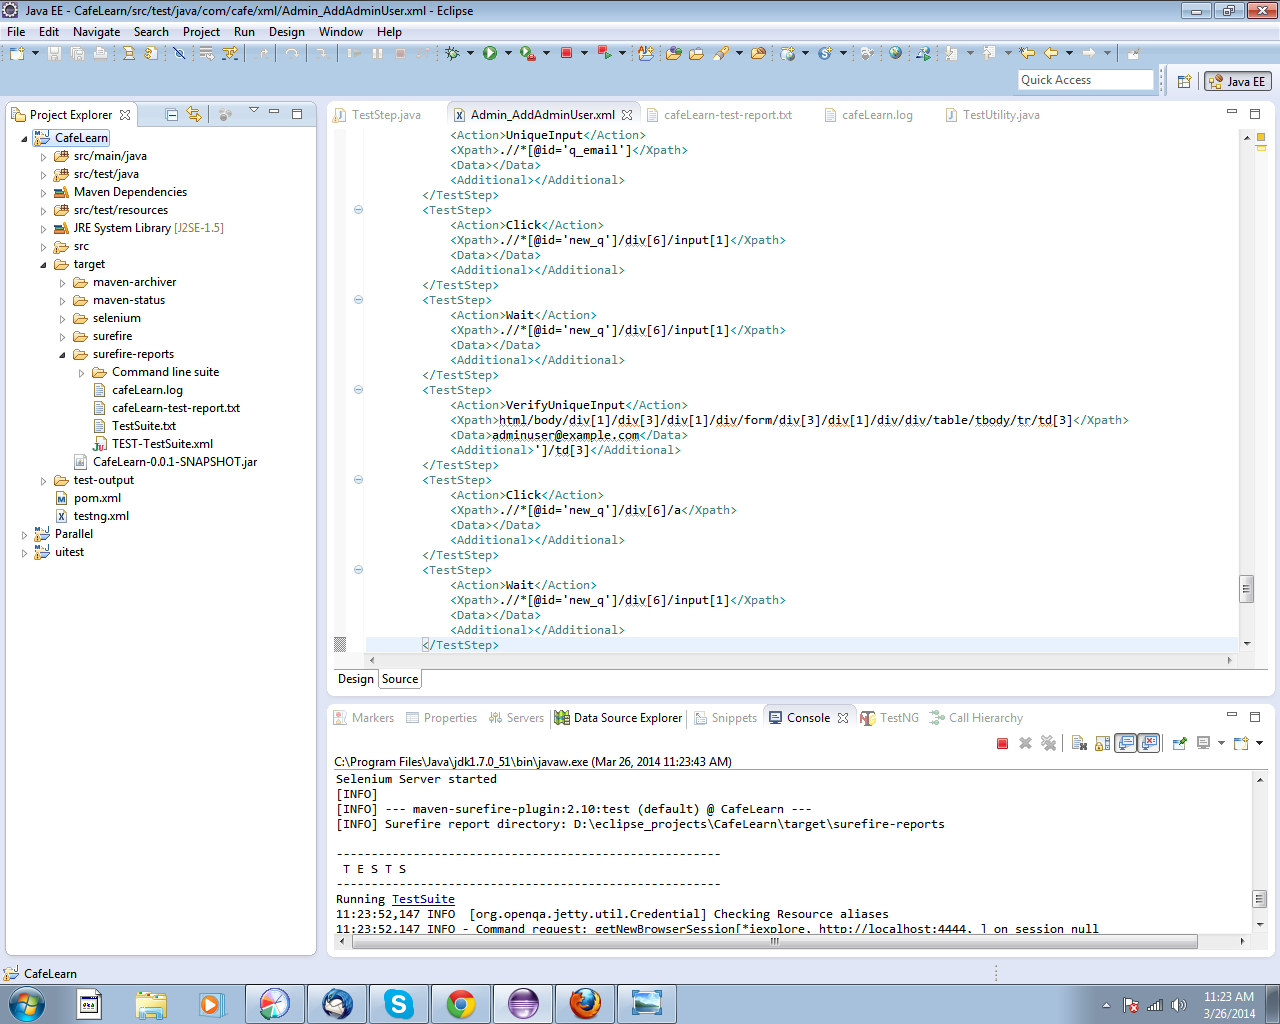 Java EE - CafeLearn/src/test/java/com/cafe/xml/Admin_AddAdminUser.xml - Eclipse
File Edit Navigate Search Project Run Design Window Help
Quick Access
Java EE
Project Explorer
CafeLearn
src/main/java
src/test/java
Maven Dependencies
src/test/resources
JRE System Library [J2SE-1.5]
src
target
maven-archiver
maven-status
selenium
surefire
surefire-reports
Command line suite
cafeLearn.log
cafeLearn-test-report.txt
TestSuite.txt
TEST-TestSuite.xml
CafeLearn-0.0.1-SNAPSHOT.jar
test-output
pom.xml
testng.xml
Parallel
uitest
TestStep.java
Admin_AddAdminUser.xml
cafeLearn-test-report.txt
cafeLearn.log
TestUtility.java
<Action>UniqueInput</Action>
<Xpath>.//*[@id='q_email']</Xpath>
<Data></Data>
<Additional></Additional>
</TestStep>
<TestStep>
<Action>Click</Action>
<Xpath>.//*[@id='new_q']/div[6]/input[1]</Xpath>
<Data></Data>
<Additional></Additional>
</TestStep>
<TestStep>
<Action>Wait</Action>
<Xpath>.//*[@id='new_q']/div[6]/input[1]</Xpath>
<Data></Data>
<Additional></Additional>
</TestStep>
<TestStep>
<Action>VerifyUniqueInput</Action>
<Xpath>html/body/div[1]/div[3]/div[1]/div/form/div[3]/div[1]/div/div/table/tbody/tr/td[3]</Xpath>
<Data>adminuser@example.com</Data>
<Additional>']/td[3]</Additional>
</TestStep>
<TestStep>
<Action>Click</Action>
<Xpath>.//*[@id='new_q']/div[6]/a</Xpath>
<Data></Data>
<Additional></Additional>
</TestStep>
<TestStep>
<Action>Wait</Action>
<Xpath>.//*[@id='new_q']/div[6]/input[1]</Xpath>
<Data></Data>
<Additional></Additional>
</TestStep>
Design Source
Markers Properties Servers Data Source Explorer Snippets Console TestNG Call Hierarchy
C:\Program Files\Java\jdk1.7.0_51\bin\javaw.exe (Mar 26, 2014 11:23:43 AM)
Selenium Server started
[INFO]
[INFO] --- maven-surefire-plugin:2.10:test (default) @ CafeLearn ---
[INFO] Surefire report directory: D:\eclipse_projects\CafeLearn\target\surefire-reports
-------------------------------------------------------
T E S T S
-------------------------------------------------------
Running TestSuite
11:23:52,147 INFO  [org.openqa.jetty.util.Credential] Checking Resource aliases
11:23:52,147 INFO - Command request: getNewBrowserSession[*iexplore, http://localhost:4444, ] on session null
CafeLearn
11:23 AM
3/26/2014